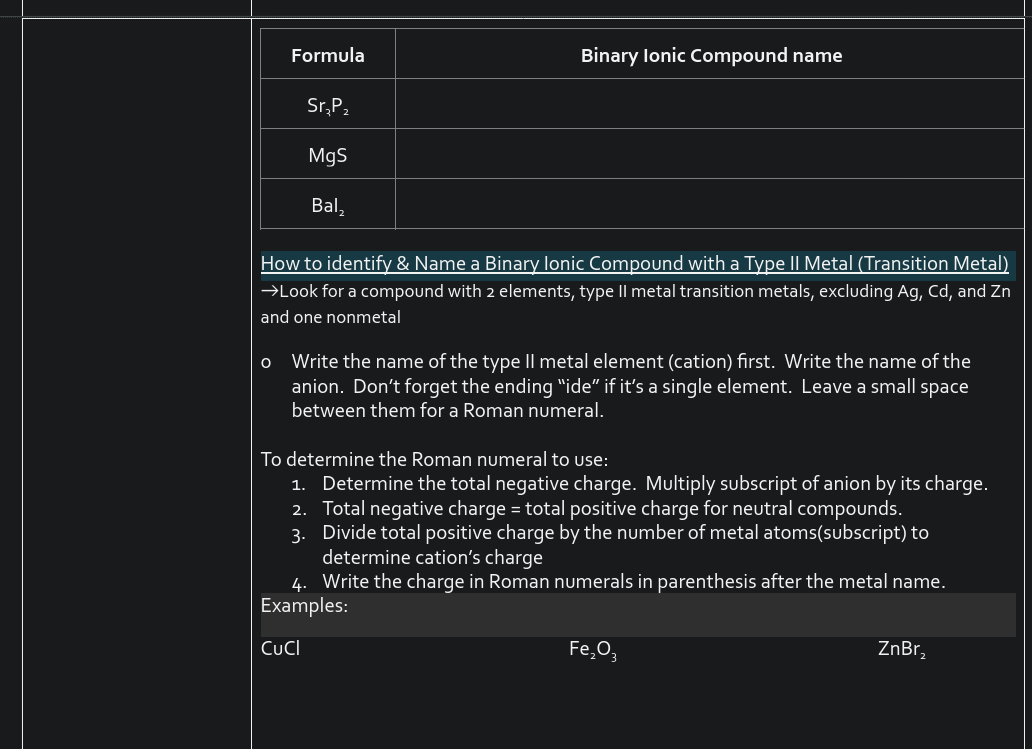 Formula Binary Ionic Compound name
Sr₃P₂
MgS
BaI₂
How to identify & Name a Binary Ionic Compound with a Type II Metal (Transition Metal)
→Look for a compound with 2 elements, type II metal transition metals, excluding Ag, Cd, and Zn
and one nonmetal
o Write the name of the type II metal element (cation) first. Write the name of the
anion. Don’t forget the ending “ide” if it’s a single element. Leave a small space
between them for a Roman numeral.
To determine the Roman numeral to use:
1. Determine the total negative charge. Multiply subscript of anion by its charge.
2. Total negative charge = total positive charge for neutral compounds.
3. Divide total positive charge by the number of metal atoms(subscript) to
determine cation’s charge
4. Write the charge in Roman numerals in parenthesis after the metal name.
Examples:
CuCl Fe₂O₃ ZnBr₂